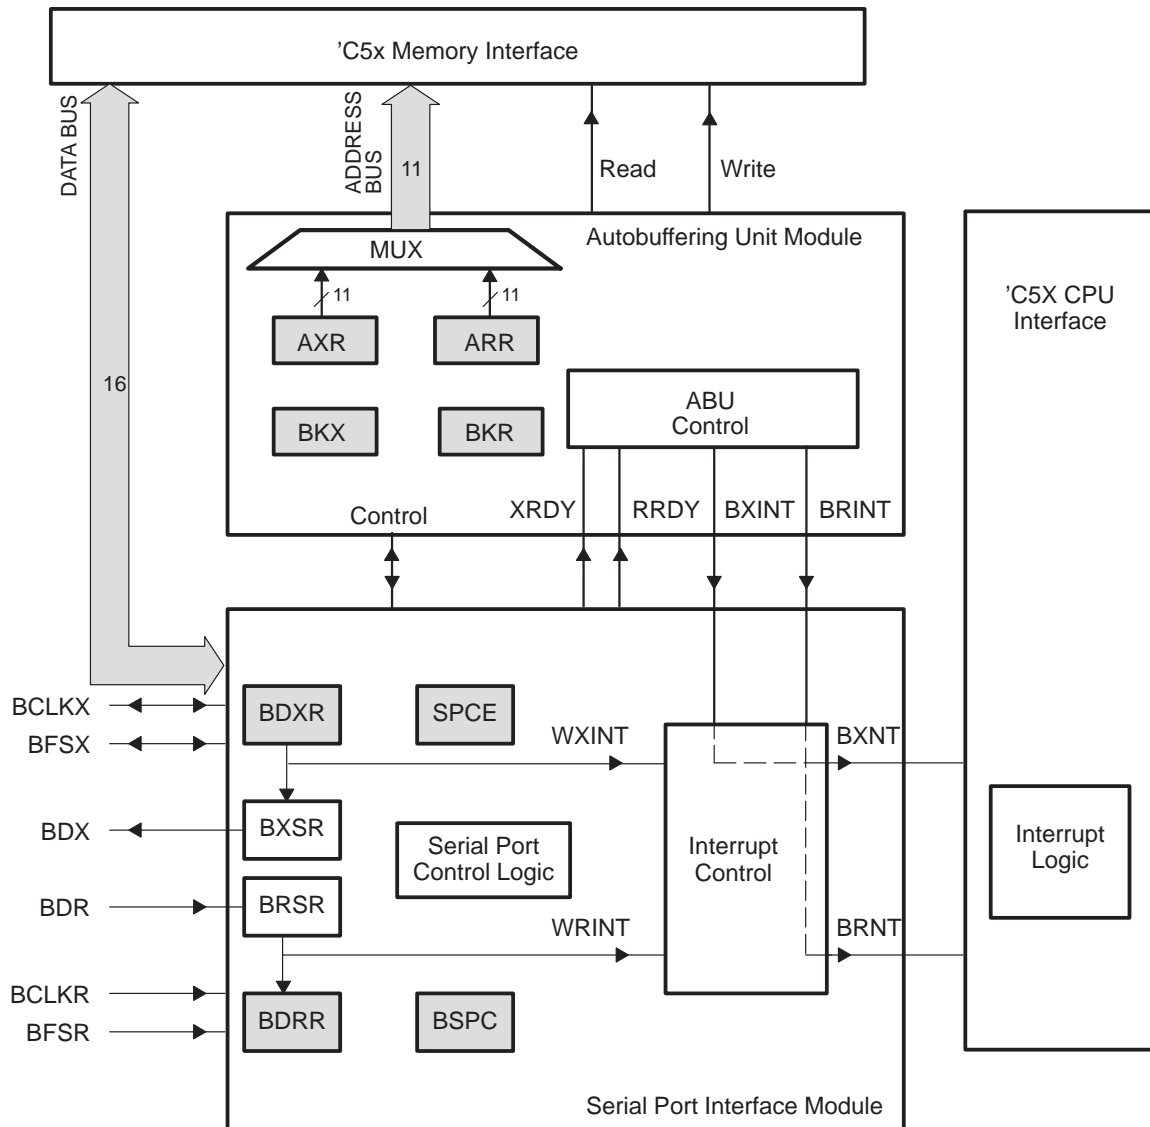 'C5x Memory Interface
DATA BUS
ADDRESS
BUS
11
Read
Write
Autobuffering Unit Module
MUX
11
11
'C5X CPU
Interface
AXR
ARR
16
ABU
Control
BKX
BKR
Control
XRDY
RRDY
BXINT
BRINT
BCLKX
BDXR
SPCE
BFSX
WXINT
BXNT
BDX
BXSR
Serial Port
Control Logic
Interrupt
Control
Interrupt
Logic
BDR
BRSR
WRINT
BRNT
BCLKR
BDRR
BSPC
BFSR
Serial Port Interface Module